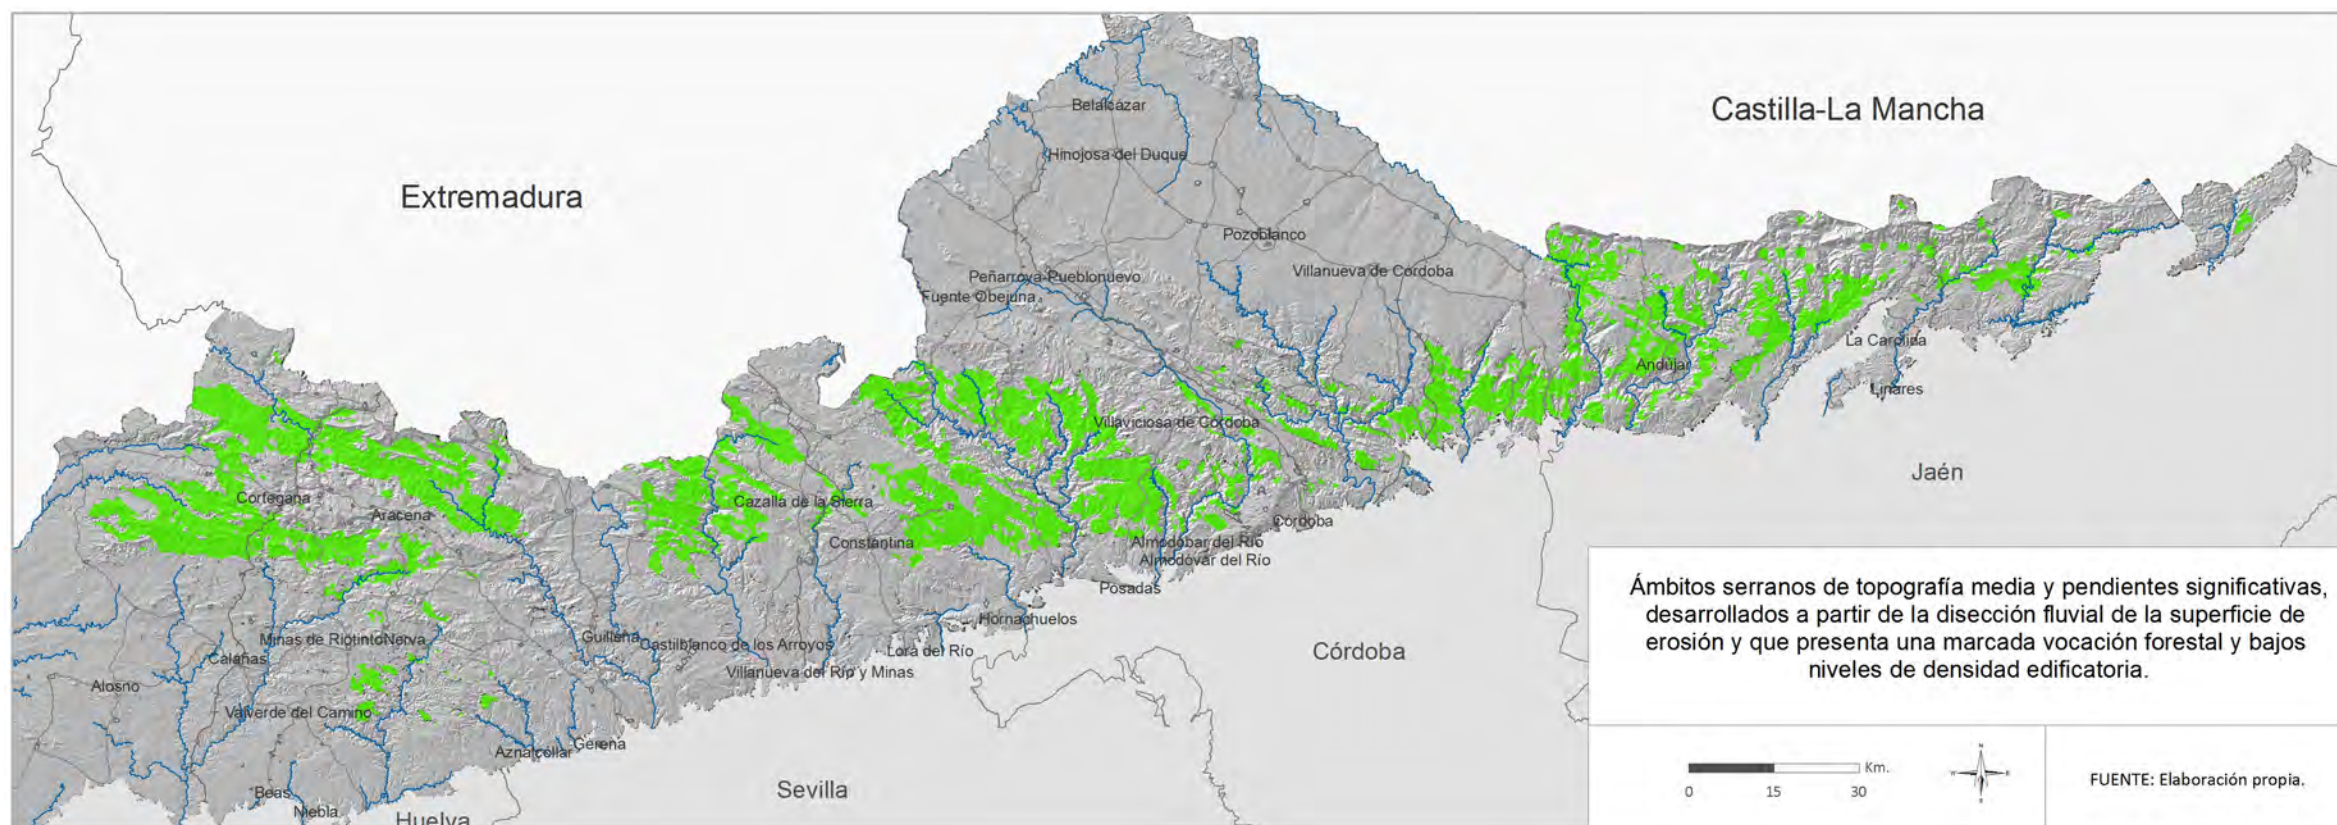 Castilla-La Mancha
Belalcázar
Hinojosa del Duque
Extremadura
Pozoblanco
Villanueva de Córdoba
Peñarroya-Pueblonuevo
Fuente Obejuna
La Carolina
Andújar
Linares
Villaviciosa de Córdoba
Jaén
Cortegana
Cazalla de la Sierra
Aracena
Córdoba
Constantina
Almodóbar del Río
Almodóvar del Río
Posadas
Hornachuelos
Minas de Riotinto
Nerva
Guillena
Castilblanco de los Arroyos
Lora del Río
Córdoba
Calañas
Villanueva del Río y Minas
Alosno
Valverde del Camino
Aznalcóllar
Gerena
Sevilla
Beas
Niebla
Huelva
Ámbitos serranos de topografía media y pendientes significativas,
desarrollados a partir de la disección fluvial de la superficie de
erosión y que presenta una marcada vocación forestal y bajos
niveles de densidad edificatoria.
Km.
0 15 30
N
W E
S
FUENTE: Elaboración propia.